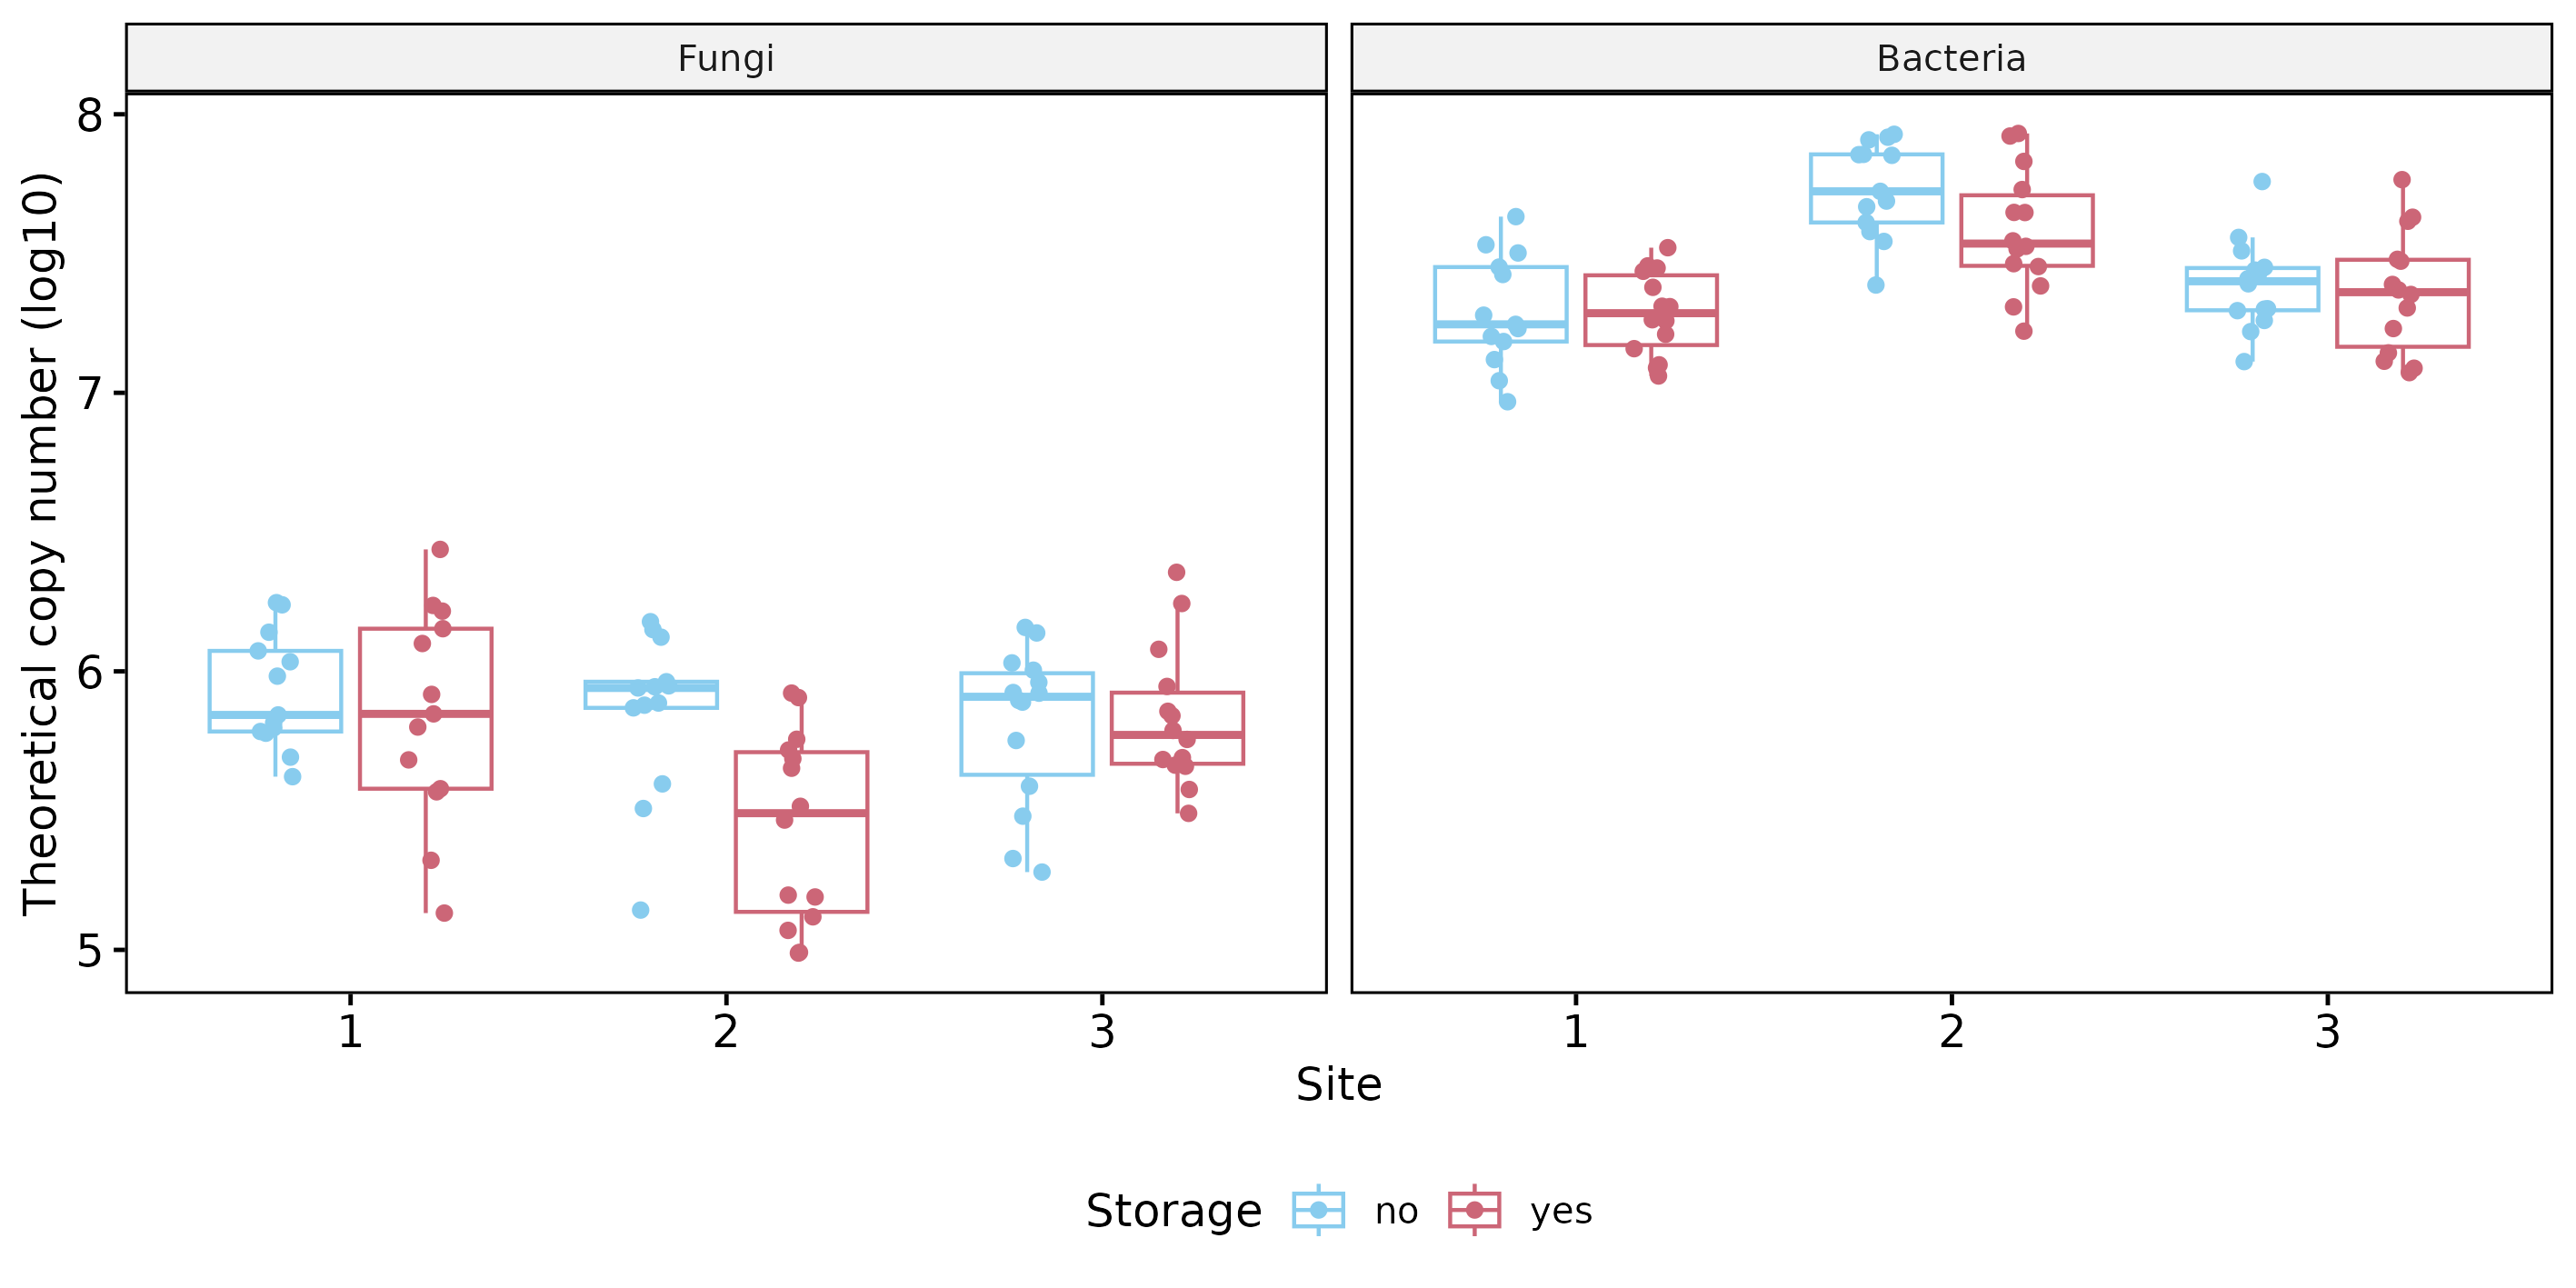 Fungi
Bacteria
Theoretical copy number (log10)
8
7
6
5
1 2 3
1 2 3
Site
Storage no yes